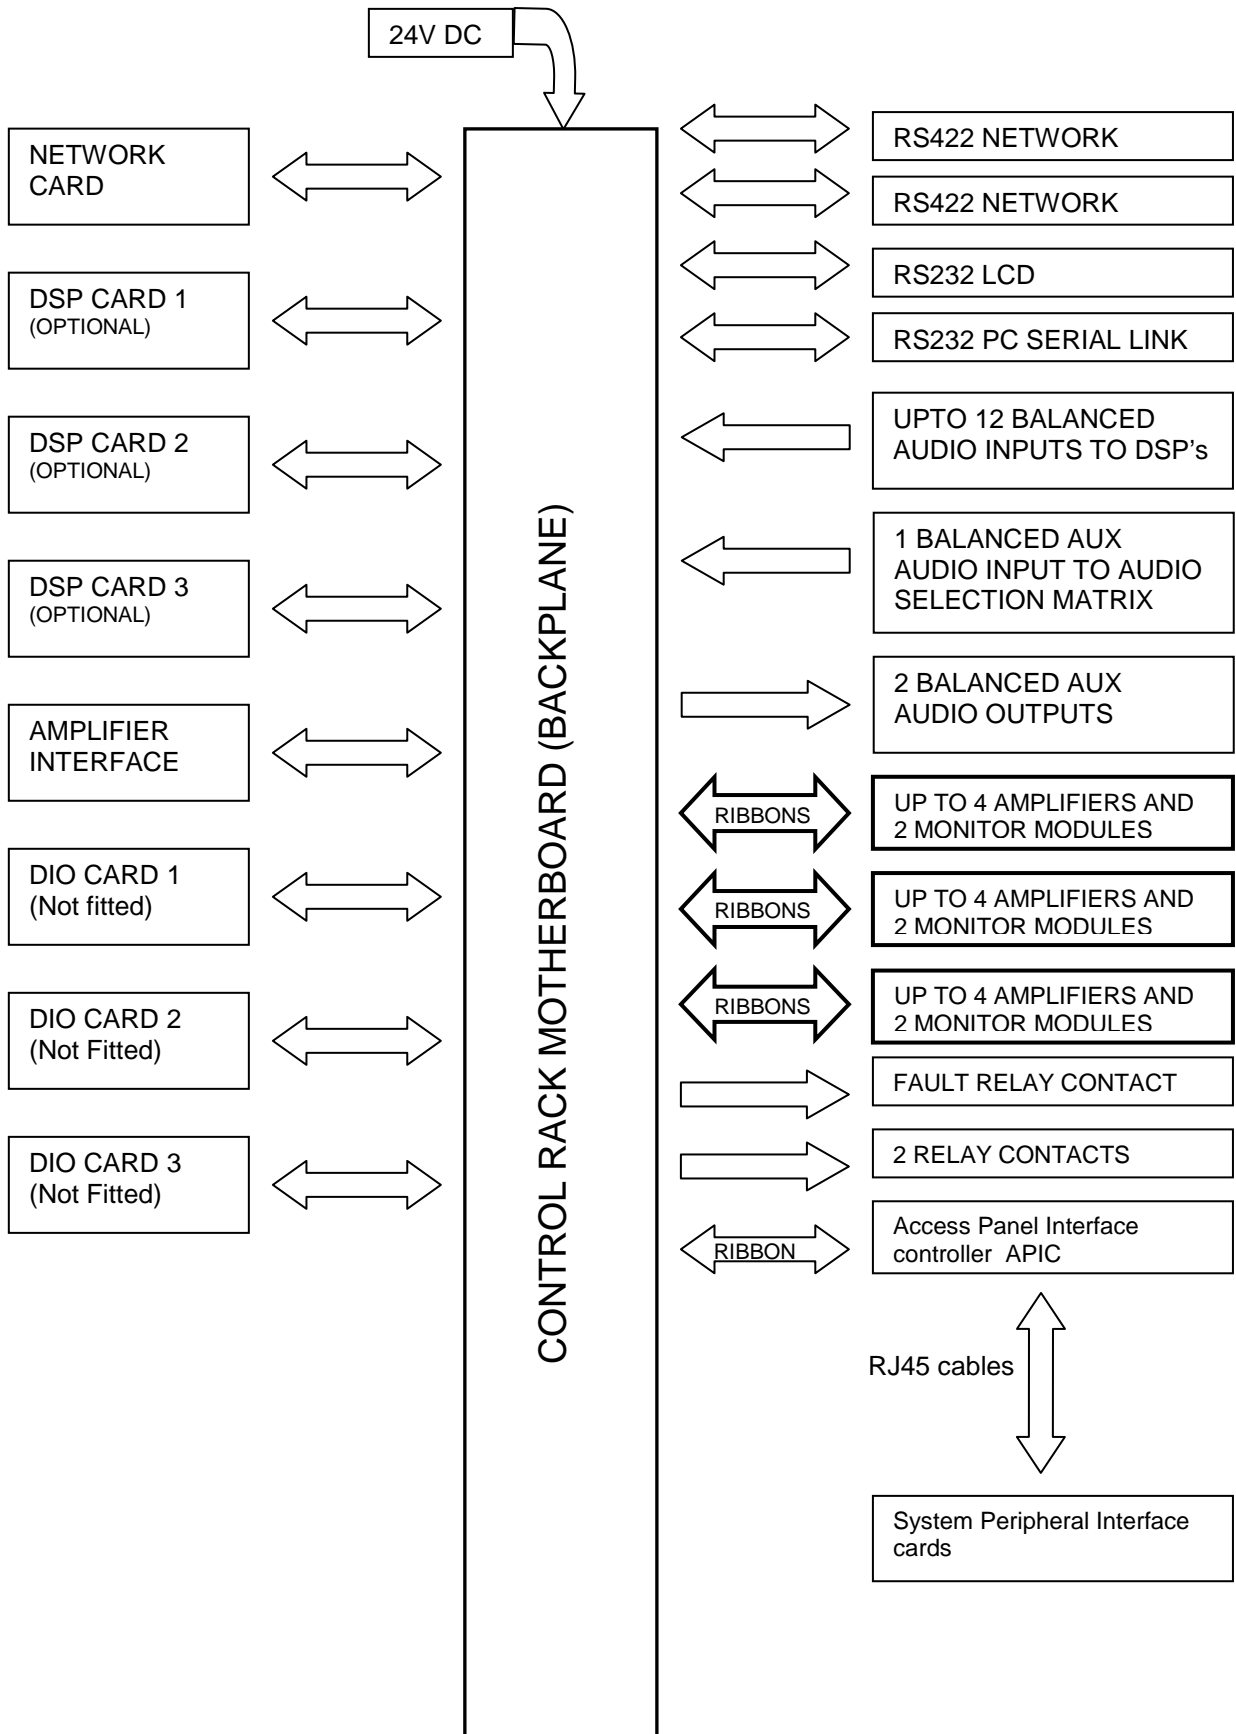 24V DC
NETWORK
CARD
DSP CARD 1
(OPTIONAL)
DSP CARD 2
(OPTIONAL)
DSP CARD 3
(OPTIONAL)
AMPLIFIER
INTERFACE
DIO CARD 1
(Not fitted)
DIO CARD 2
(Not Fitted)
DIO CARD 3
(Not Fitted)
CONTROL RACK MOTHERBOARD (BACKPLANE)
RS422 NETWORK
RS422 NETWORK
RS232 LCD
RS232 PC SERIAL LINK
UPTO 12 BALANCED
AUDIO INPUTS TO DSP's
1 BALANCED AUX
AUDIO INPUT TO AUDIO
SELECTION MATRIX
2 BALANCED AUX
AUDIO OUTPUTS
RIBBONS
UP TO 4 AMPLIFIERS AND
2 MONITOR MODULES
RIBBONS
UP TO 4 AMPLIFIERS AND
2 MONITOR MODULES
RIBBONS
UP TO 4 AMPLIFIERS AND
2 MONITOR MODULES
FAULT RELAY CONTACT
2 RELAY CONTACTS
RIBBON
Access Panel Interface
controller APIC
RJ45 cables
System Peripheral Interface
cards